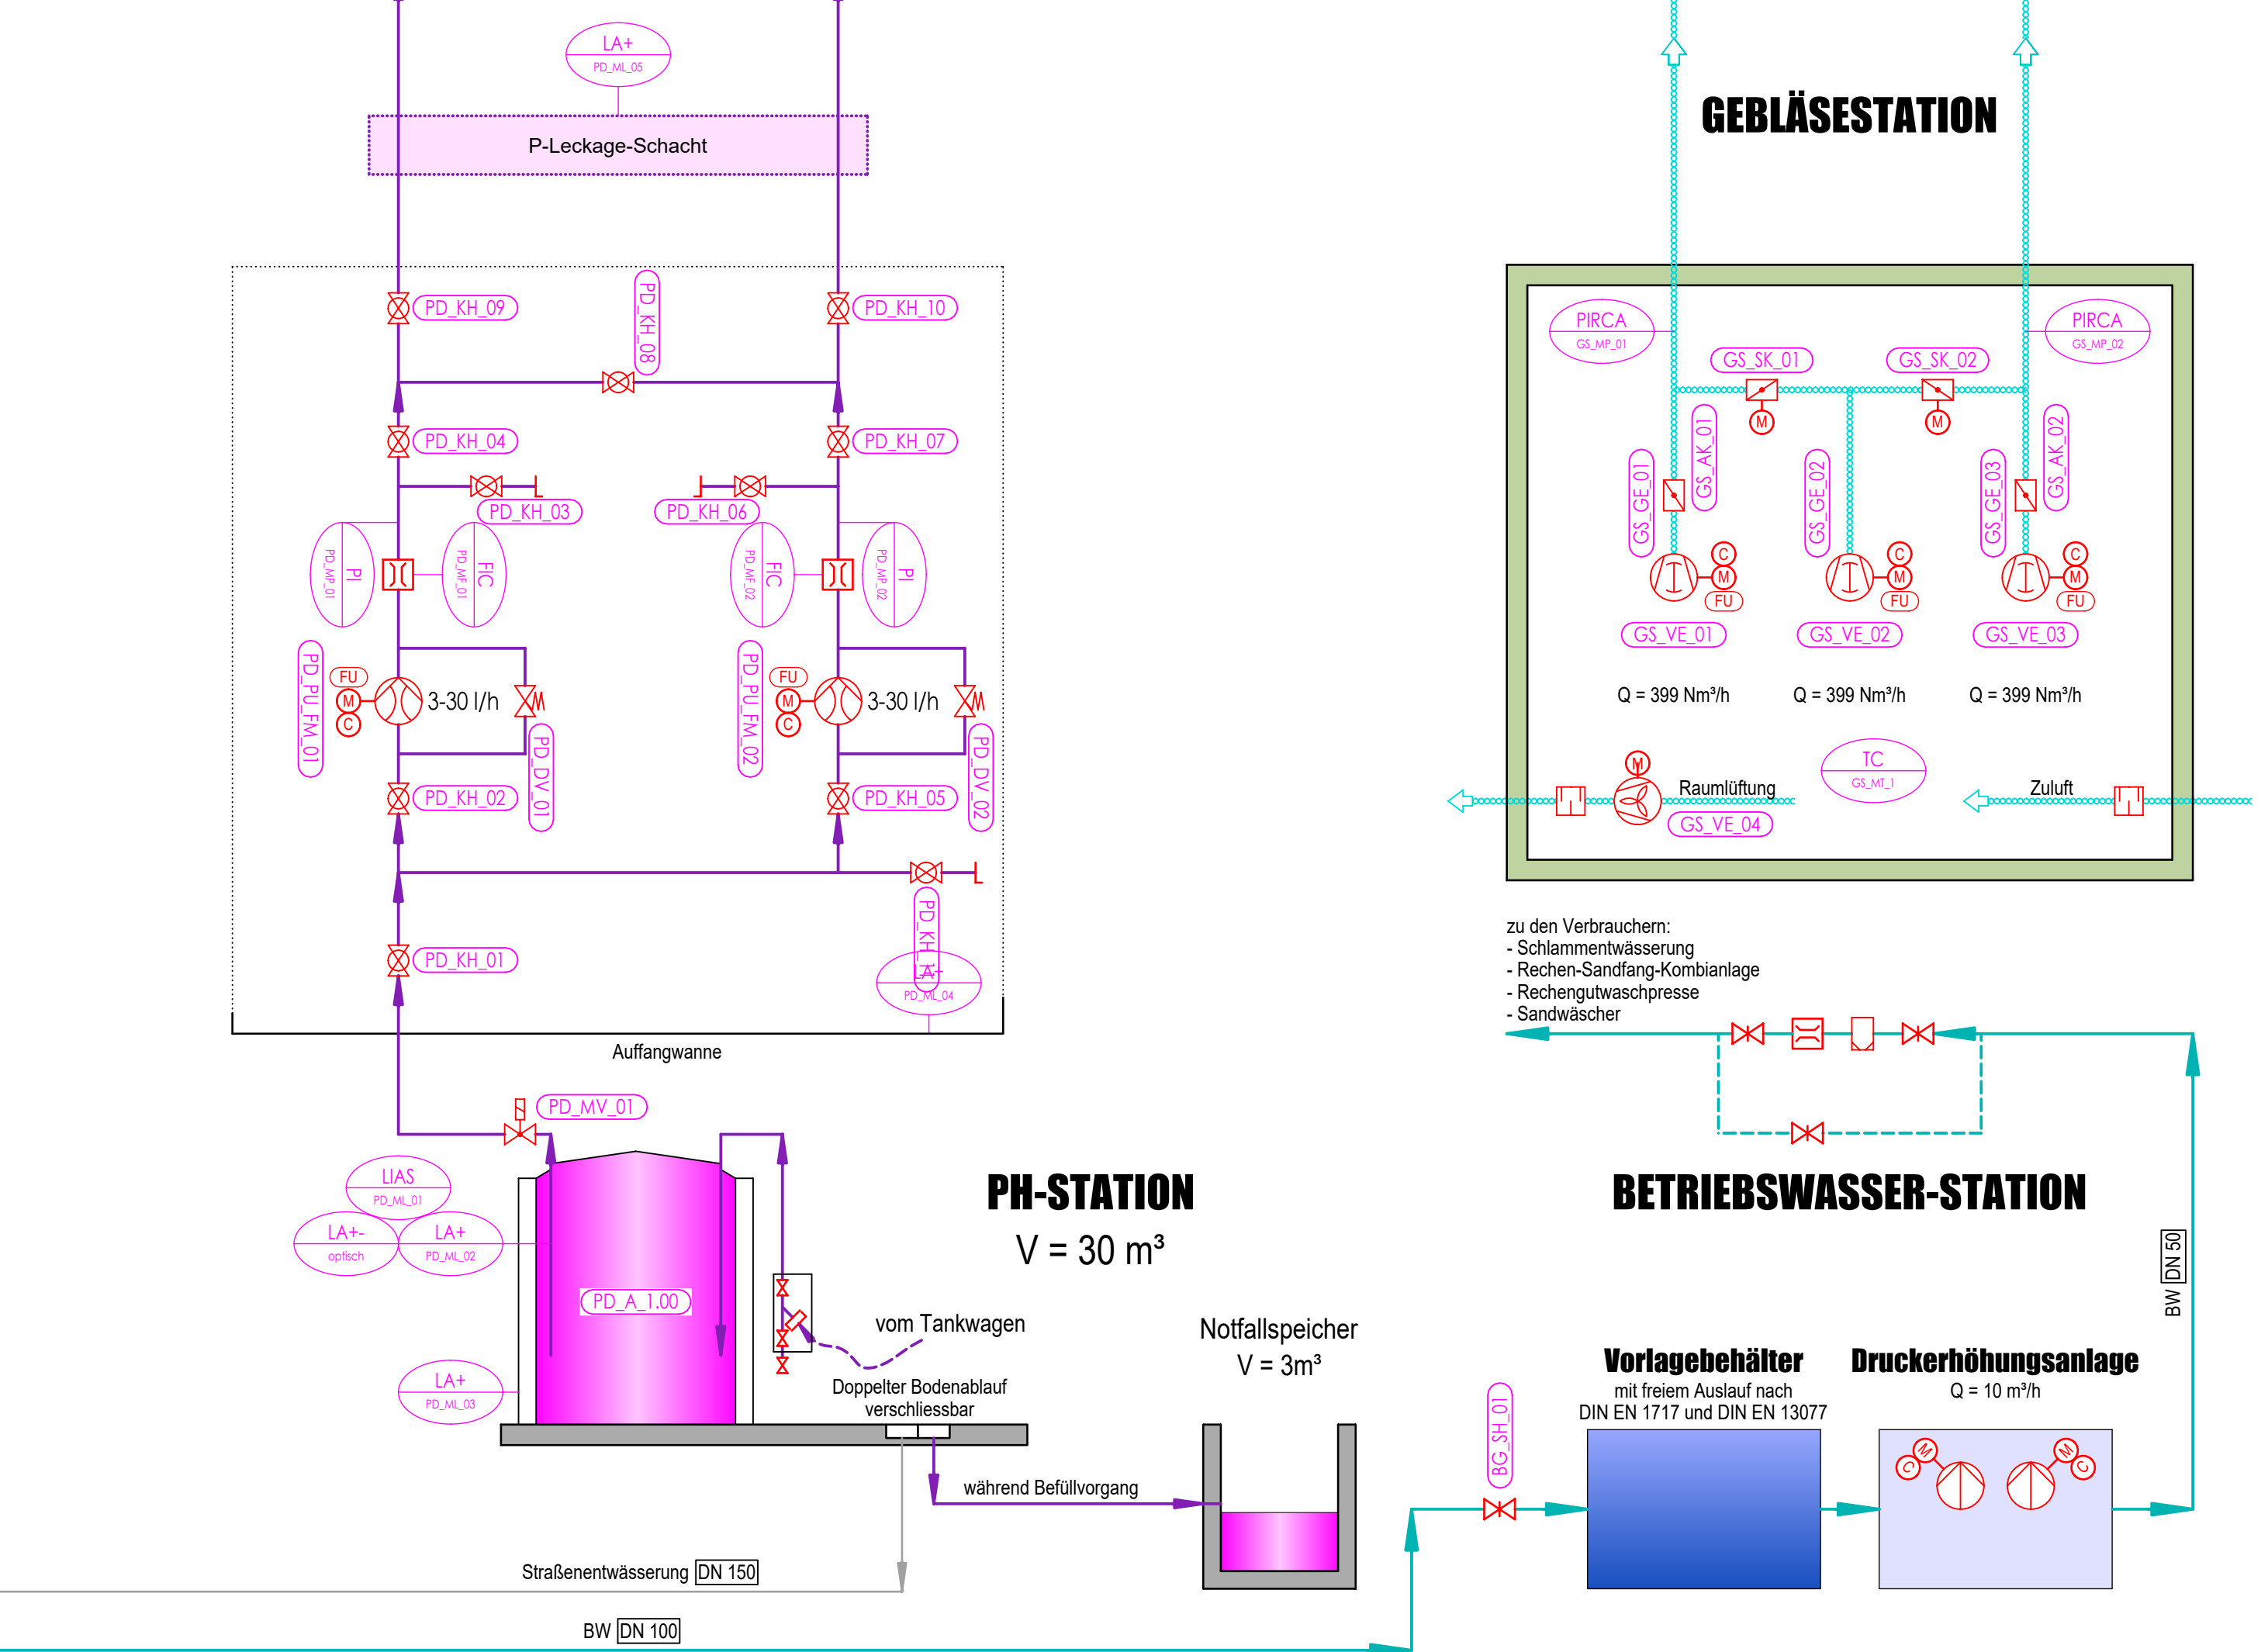 LA+
PD_ML_05
P-Leckage-Schacht
GEBLÄSESTATION
PD_KH_09
PD_KH_08
PD_KH_10
PD_KH_04
PD_KH_07
PD_KH_03
PD_KH_06
PI
PD_MP_01
FIC
PD_MF_01
FIC
PD_MF_02
PI
PD_MP_02
PD_PU_FM_01
FU
M
C
3-30 l/h
PD_DV_01
PD_PU_FM_02
FU
M
C
3-30 l/h
PD_DV_02
PD_KH_02
PD_KH_05
PD_KH_01
LA+
PD_ML_04
Auffangwanne
PIRCA
GS_MP_01
PIRCA
GS_MP_02
GS_SK_01
GS_SK_02
M
M
GS_GE_01
GS_AK_01
GS_GE_02
GS_GE_03
GS_AK_02
C
M
FU
C
M
FU
C
M
FU
GS_VE_01
GS_VE_02
GS_VE_03
Q = 399 Nm³/h
Q = 399 Nm³/h
Q = 399 Nm³/h
TC
GS_MT_1
M
Raumlüftung
GS_VE_04
Zuluft
zu den Verbrauchern:
- Schlammentwässerung
- Rechen-Sandfang-Kombianlage
- Rechengutwaschpresse
- Sandwäscher
PD_MV_01
LIAS
PD_ML_01
LA+-
optisch
LA+
PD_ML_02
PD_A_1.00
LA+
PD_ML_03
PH-STATION
V = 30 m³
vom Tankwagen
Doppelter Bodenablauf
verschliessbar
Notfallspeicher
V = 3m³
während Befüllvorgang
Straßenentwässerung DN 150
BW DN 100
BETRIEBSWASSER-STATION
BW DN 50
BG_SH_01
Vorlagebehälter
mit freiem Auslauf nach
DIN EN 1717 und DIN EN 13077
Druckerhöhungsanlage
Q = 10 m³/h
M
C
M
C